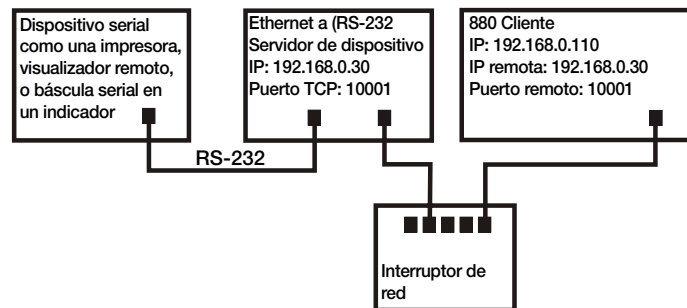 Dispositivo serial
como una impresora,
visualizador remoto,
o báscula serial en
un indicador
Ethernet a (RS-232
Servidor de dispositivo
IP: 192.168.0.30
Puerto TCP: 10001
880 Cliente
IP: 192.168.0.110
IP remota: 192.168.0.30
Puerto remoto: 10001
RS-232
Interruptor de
red